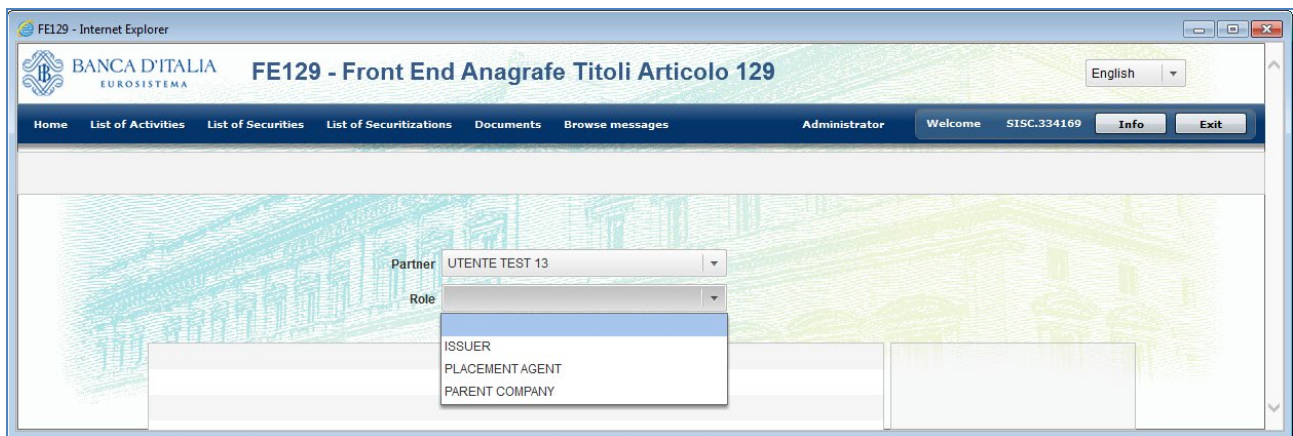 FE129 - Internet Explorer
BANCA D'ITALIA
EUROSISTEMA
FE129 - Front End Anagrafe Titoli Articolo 129
English
Home List of Activities List of Securities List of Securitizations Documents Browse messages Administrator Welcome SISC.334169 Info Exit
Partner UTENTE TEST 13
Role
ISSUER
PLACEMENT AGENT
PARENT COMPANY